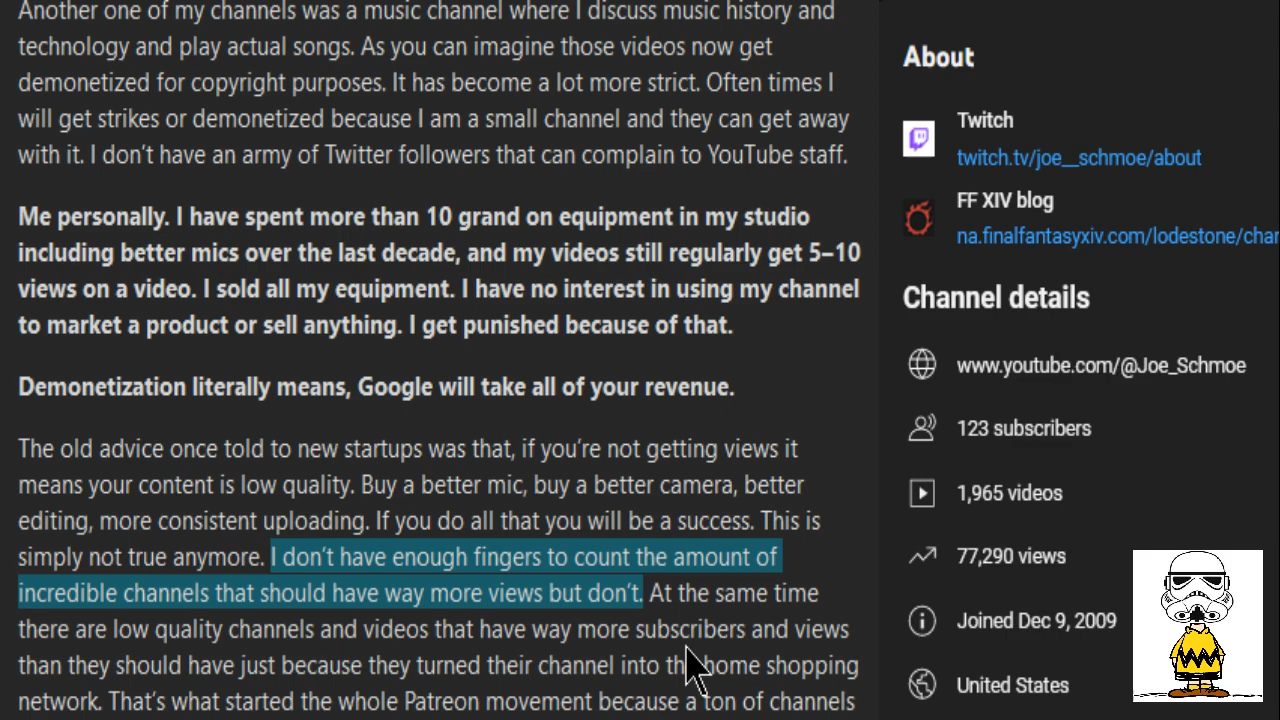 Another one of my channels was a music channel where I discuss music history and
technology and play actual songs. As you can imagine those videos now get
demonetized for copyright purposes. It has become a lot more strict. Often times I
will get strikes or demonetized because I am a small channel and they can get away
with it. I don't have an army of Twitter followers that can complain to YouTube staff.
Me personally. I have spent more than 10 grand on equipment in my studio
including better mics over the last decade, and my videos still regularly get 5–10
views on a video. I sold all my equipment. I have no interest in using my channel
to market a product or sell anything. I get punished because of that.
Demonetization literally means, Google will take all of your revenue.
The old advice once told to new startups was that, if you're not getting views it
means your content is low quality. Buy a better mic, buy a better camera, better
editing, more consistent uploading. If you do all that you will be a success. This is
simply not true anymore. I don't have enough fingers to count the amount of
incredible channels that should have way more views but don't. At the same time
there are low quality channels and videos that have way more subscribers and views
than they should have just because they turned their channel into the home shopping
network. That's what started the whole Patreon movement because a ton of channels
About
Twitch
twitch.tv/joe__schmoe/about
FF XIV blog
na.finalfantasyxiv.com/lodestone/char
Channel details
www.youtube.com/@Joe_Schmoe
123 subscribers
1,965 videos
77,290 views
Joined Dec 9, 2009
United States